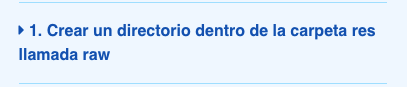 1. Crear un directorio dentro de la carpeta res
llamada raw